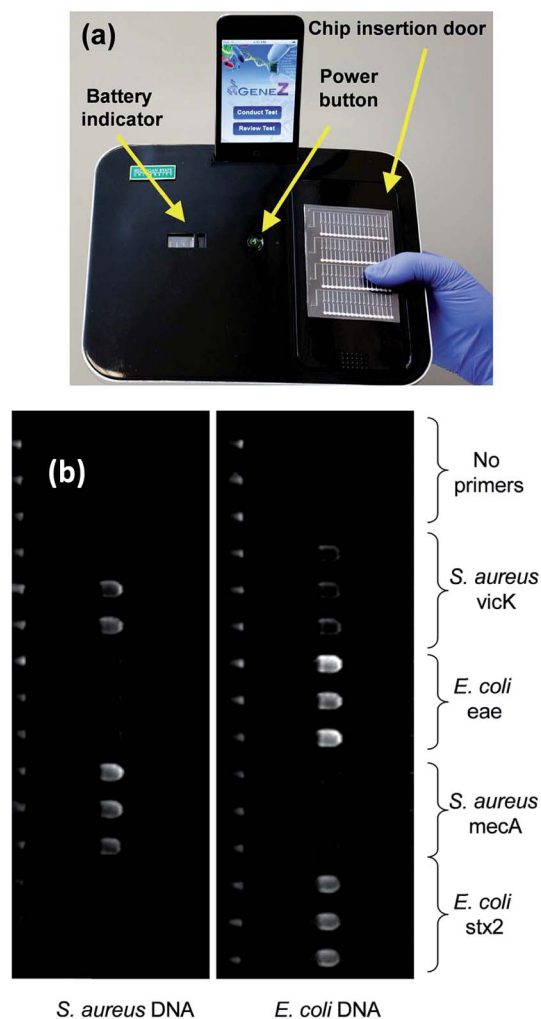 (a)
Chip insertion door
Power
button
Battery
indicator
GENEZ
Conduct Test
Review Test
(b)
No
primers
S. aureus
vicK
E. coli
eae
S. aureus
mecA
E. coli
stx2
S. aureus DNA
E. coli DNA